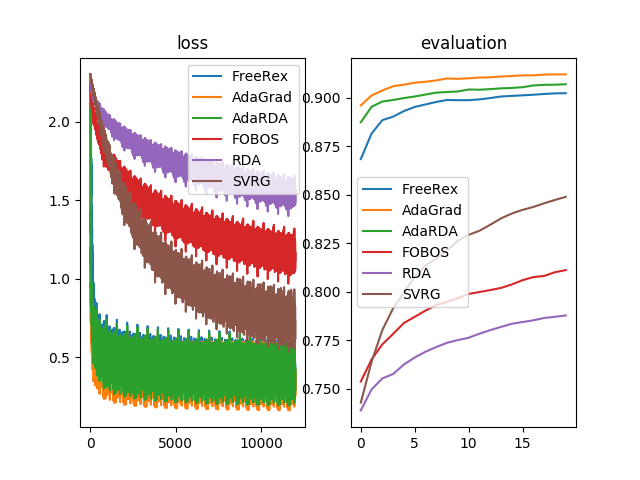 loss
2.0
1.5
1.0
0.5
0
5000
10000
FreeRex
AdaGrad
AdaRDA
FOBOS
RDA
SVRG
evaluation
0.900
0.875
0.850
0.825
0.800
0.775
0.750
0
5
10
15
FreeRex
AdaGrad
AdaRDA
FOBOS
RDA
SVRG